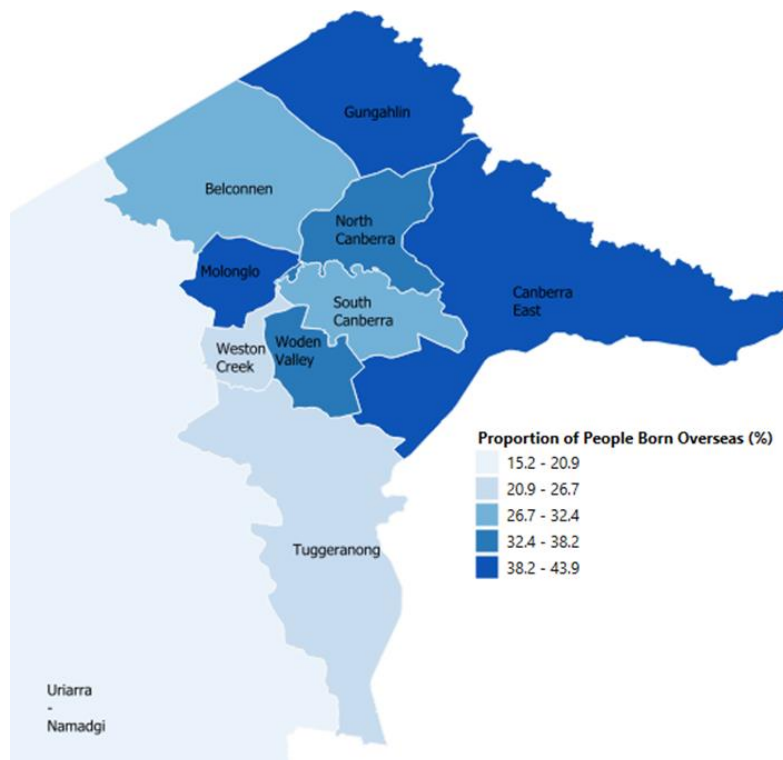 Gungahlin
Belconnen
North
Canberra
Molonglo
Canberra
East
South
Canberra
Weston
Creek
Woden
Valley
Proportion of People Born Overseas (%)
15.2 - 20.9
20.9 - 26.7
26.7 - 32.4
32.4 - 38.2
38.2 - 43.9
Tuggeranong
Uriarra
-
Namadgi